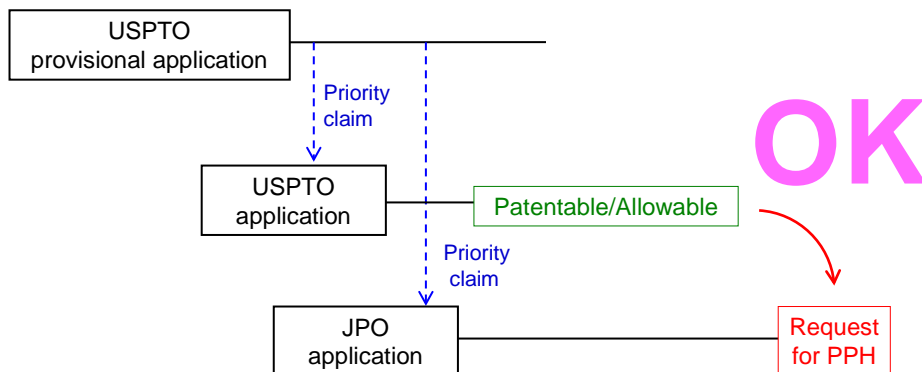 USPTO
provisional application
Priority
claim
OK
USPTO
application
Patentable/Allowable
Priority
claim
JPO
application
Request
for PPH